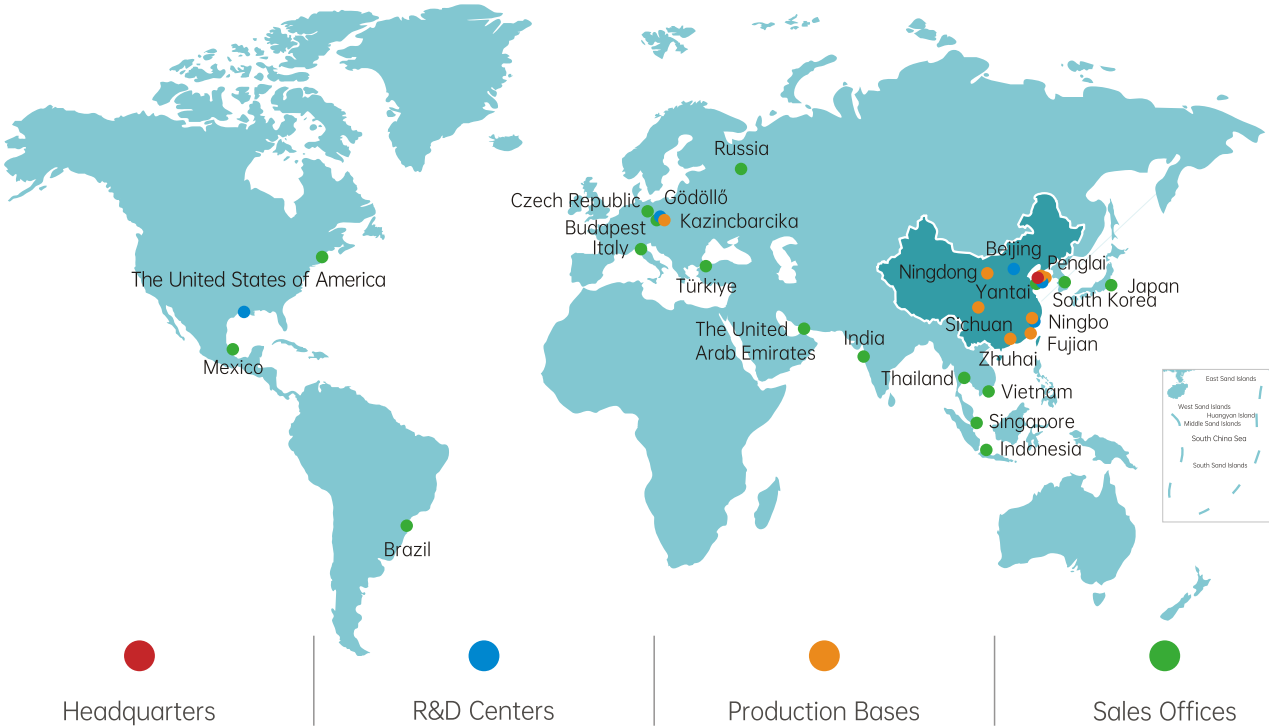 Russia
Czech Republic
Gödöllő
Budapest
Kazincbarcika
Italy
Türkiye
The United States of America
Mexico
Brazil
The United
Arab Emirates
India
Beijing
Penglai
Ningdong
Yantai
Japan
South Korea
Sichuan
Ningbo
Fujian
Zhuhai
Thailand
Vietnam
Singapore
Indonesia
East Sand Islands
West Sand Islands
Huangyan Island
Middle Sand Islands
South China Sea
South Sand Islands
Headquarters
R&D Centers
Production Bases
Sales Offices